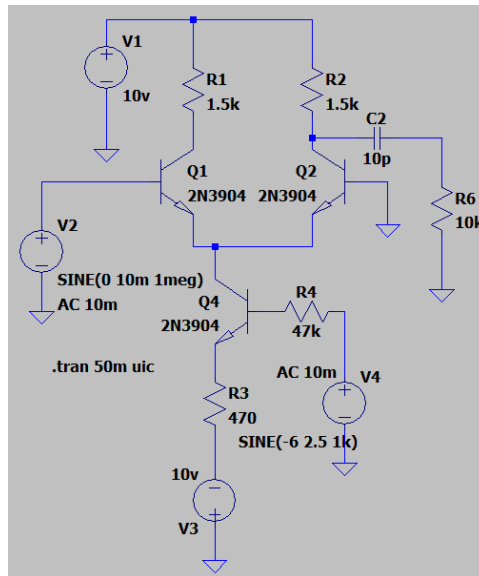 V1
10v
R1
1.5k
R2
1.5k
C2
10p
Q1
2N3904
Q2
2N3904
R6
10k
V2
SINE(0 10m 1meg)
AC 10m
Q4
2N3904
R4
47k
.tran 50m uic
AC 10m
V4
R3
470
SINE(-6 2.5 1k)
10v
V3